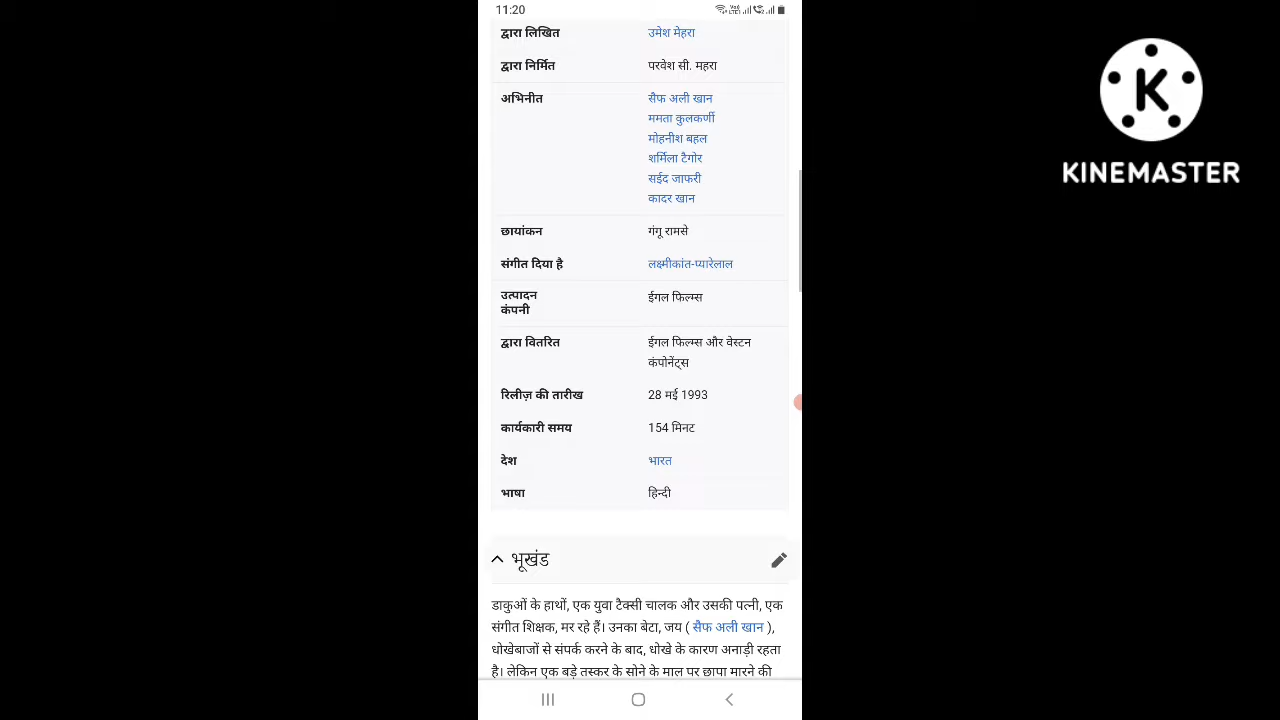 11:20
द्वारा लिखित उमेश मेहरा
द्वारा निर्मित परवेश सी. महरा
अभिनीत सैफ अली खान
ममता कुलकर्णी
मोहनीश बहल
शर्मिला टैगोर
सईद जाफरी
कादर खान
छायांकन गंगू रामसे
संगीत दिया है लक्ष्मीकांत-प्यारेलाल
उत्पादन
कंपनी ईगल फिल्म्स
द्वारा वितरित ईगल फिल्म्स और वेस्टन
कंपोनेंट्स
रिलीज़ की तारीख 28 मई 1993
कार्यकारी समय 154 मिनट
देश भारत
भाषा हिन्दी
भूखंड
डाकुओं के हाथों, एक युवा टैक्सी चालक और उसकी पत्नी, एक
संगीत शिक्षक, मर रहे हैं। उनका बेटा, जय ( सैफ अली खान ),
धोखेबाजों से संपर्क करने के बाद, धोखे के कारण अनाड़ी रहता
है। लेकिन एक बड़े तस्कर के सोने के माल पर छापा मारने की
K
KINEMASTER